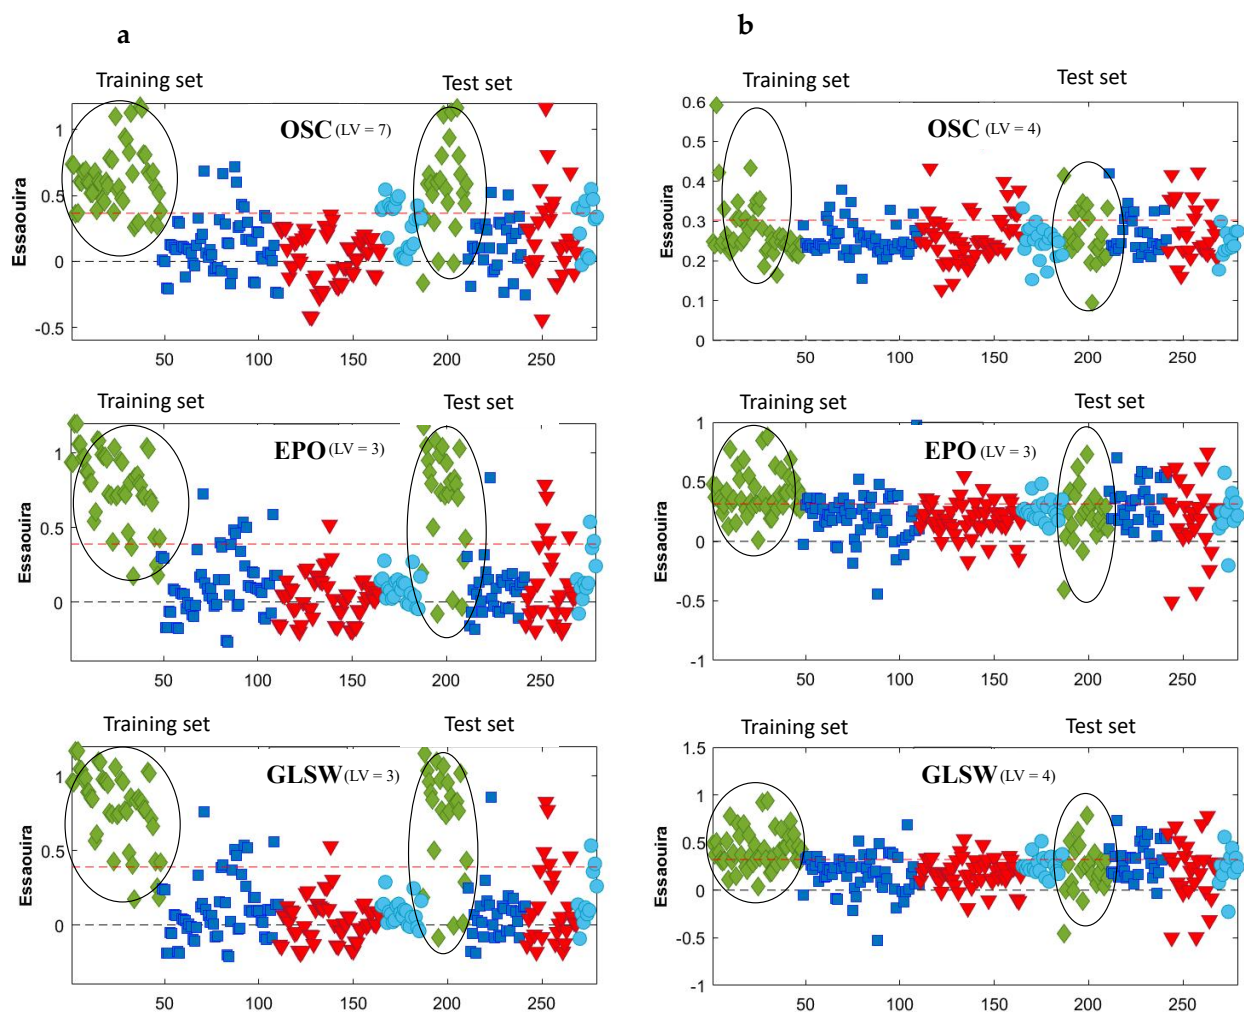 a
Training set
Test set
OSC (LV = 7)
Essaouira
1
0.5
0
-0.5
50
100
150
200
250
Training set
Test set
EPO (LV = 3)
Essaouira
1
0.5
0
50
100
150
200
250
Training set
Test set
GLSW (LV = 3)
Essaouira
1
0.5
0
50
100
150
200
250
b
Training set
Test set
OSC (LV = 4)
Essaouira
0.6
0.5
0.4
0.3
0.2
0.1
0
50
100
150
200
250
Training set
Test set
EPO (LV = 3)
Essaouira
1
0.5
0
-0.5
-1
50
100
150
200
250
Training set
Test set
GLSW (LV = 4)
Essaouira
1.5
1
0.5
0
-0.5
-1
50
100
150
200
250